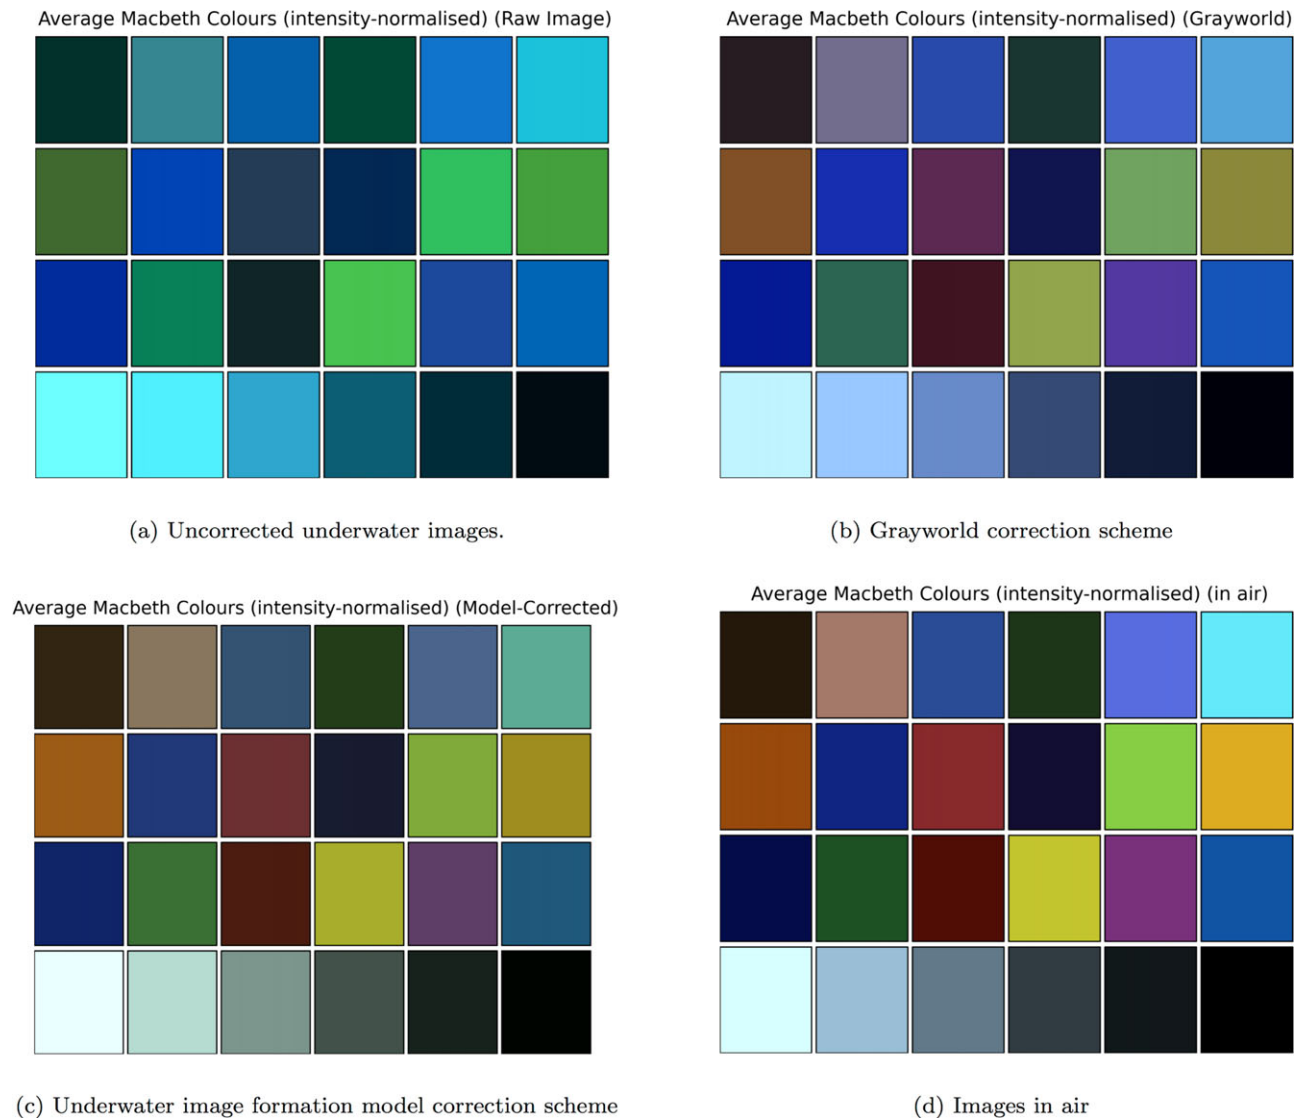 Average Macbeth Colours (intensity-normalised) (Raw Image)
Average Macbeth Colours (intensity-normalised) (Grayworld)
(a) Uncorrected underwater images.
(b) Grayworld correction scheme
Average Macbeth Colours (intensity-normalised) (Model-Corrected)
Average Macbeth Colours (intensity-normalised) (in air)
(c) Underwater image formation model correction scheme
(d) Images in air